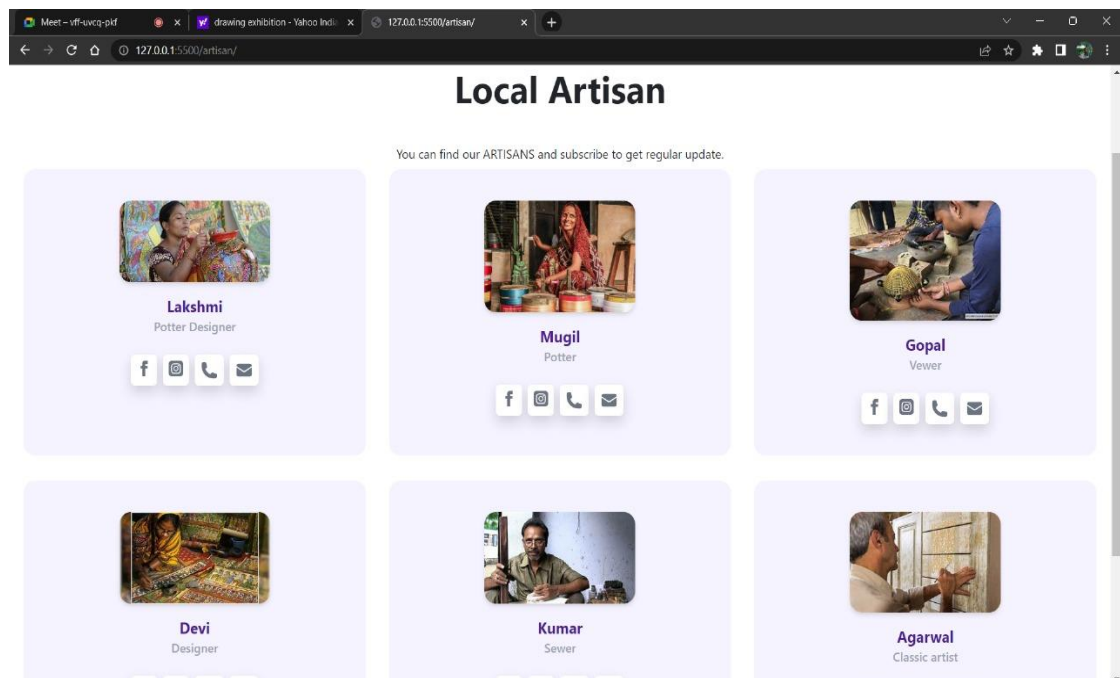 Meet – vff-uvcq-pkf
drawing exhibition - Yahoo India
127.0.0.1:5500/artisan/
127.0.0.1:5500/artisan/
Local Artisan
You can find our ARTISANS and subscribe to get regular update.
Lakshmi
Potter Designer
Mugil
Potter
Gopal
Vewer
Devi
Designer
Kumar
Sewer
Agarwal
Classic artist